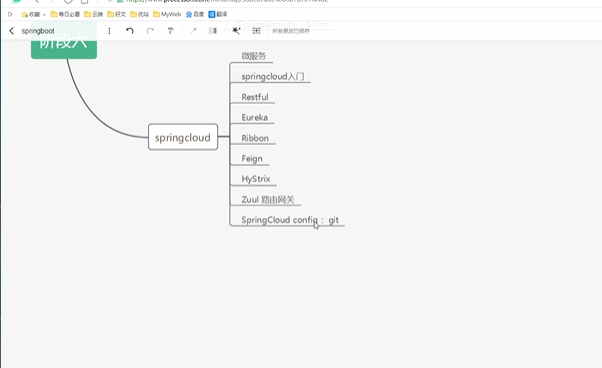 收藏 每日必看 云端 好文 优站 MyWeb 百度 翻译
springboot 所有更改已保存
阶段六
微服务
springcloud入门
Restful
Eureka
springcloud
Ribbon
Feign
HyStrix
Zuul 路由网关
SpringCloud config： git